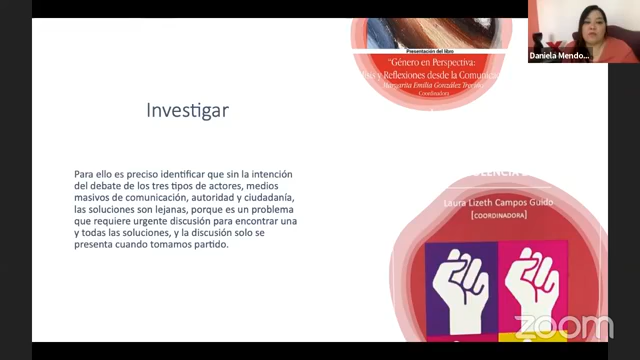 Presentación del libro
"Género en Perspectiva:
y Reflexiones desde la Comunic
Margarita Emilia González Trevi
Coordinadora
Daniela Mendo...
Investigar
Para ello es preciso identificar que sin la intención
del debate de los tres tipos de actores, medios
masivos de comunicación, autoridad y ciudadanía,
las soluciones son lejanas, porque es un problema
que requiere urgente discusión para encontrar una
y todas las soluciones, y la discusión solo se
presenta cuando tomamos partido.
Laura Lizeth Campos Guido
[COORDINADORA]
zoom